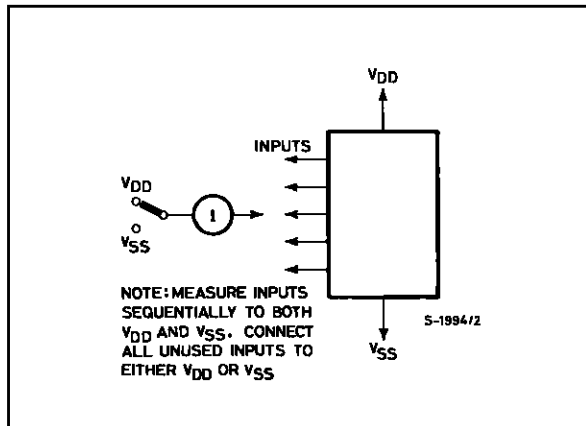 VDD
INPUTS
VDD
I
VSS
NOTE: MEASURE INPUTS
SEQUENTIALLY TO BOTH
VDD AND VSS. CONNECT
ALL UNUSED INPUTS TO
EITHER VDD OR VSS
S-1994/2
VSS